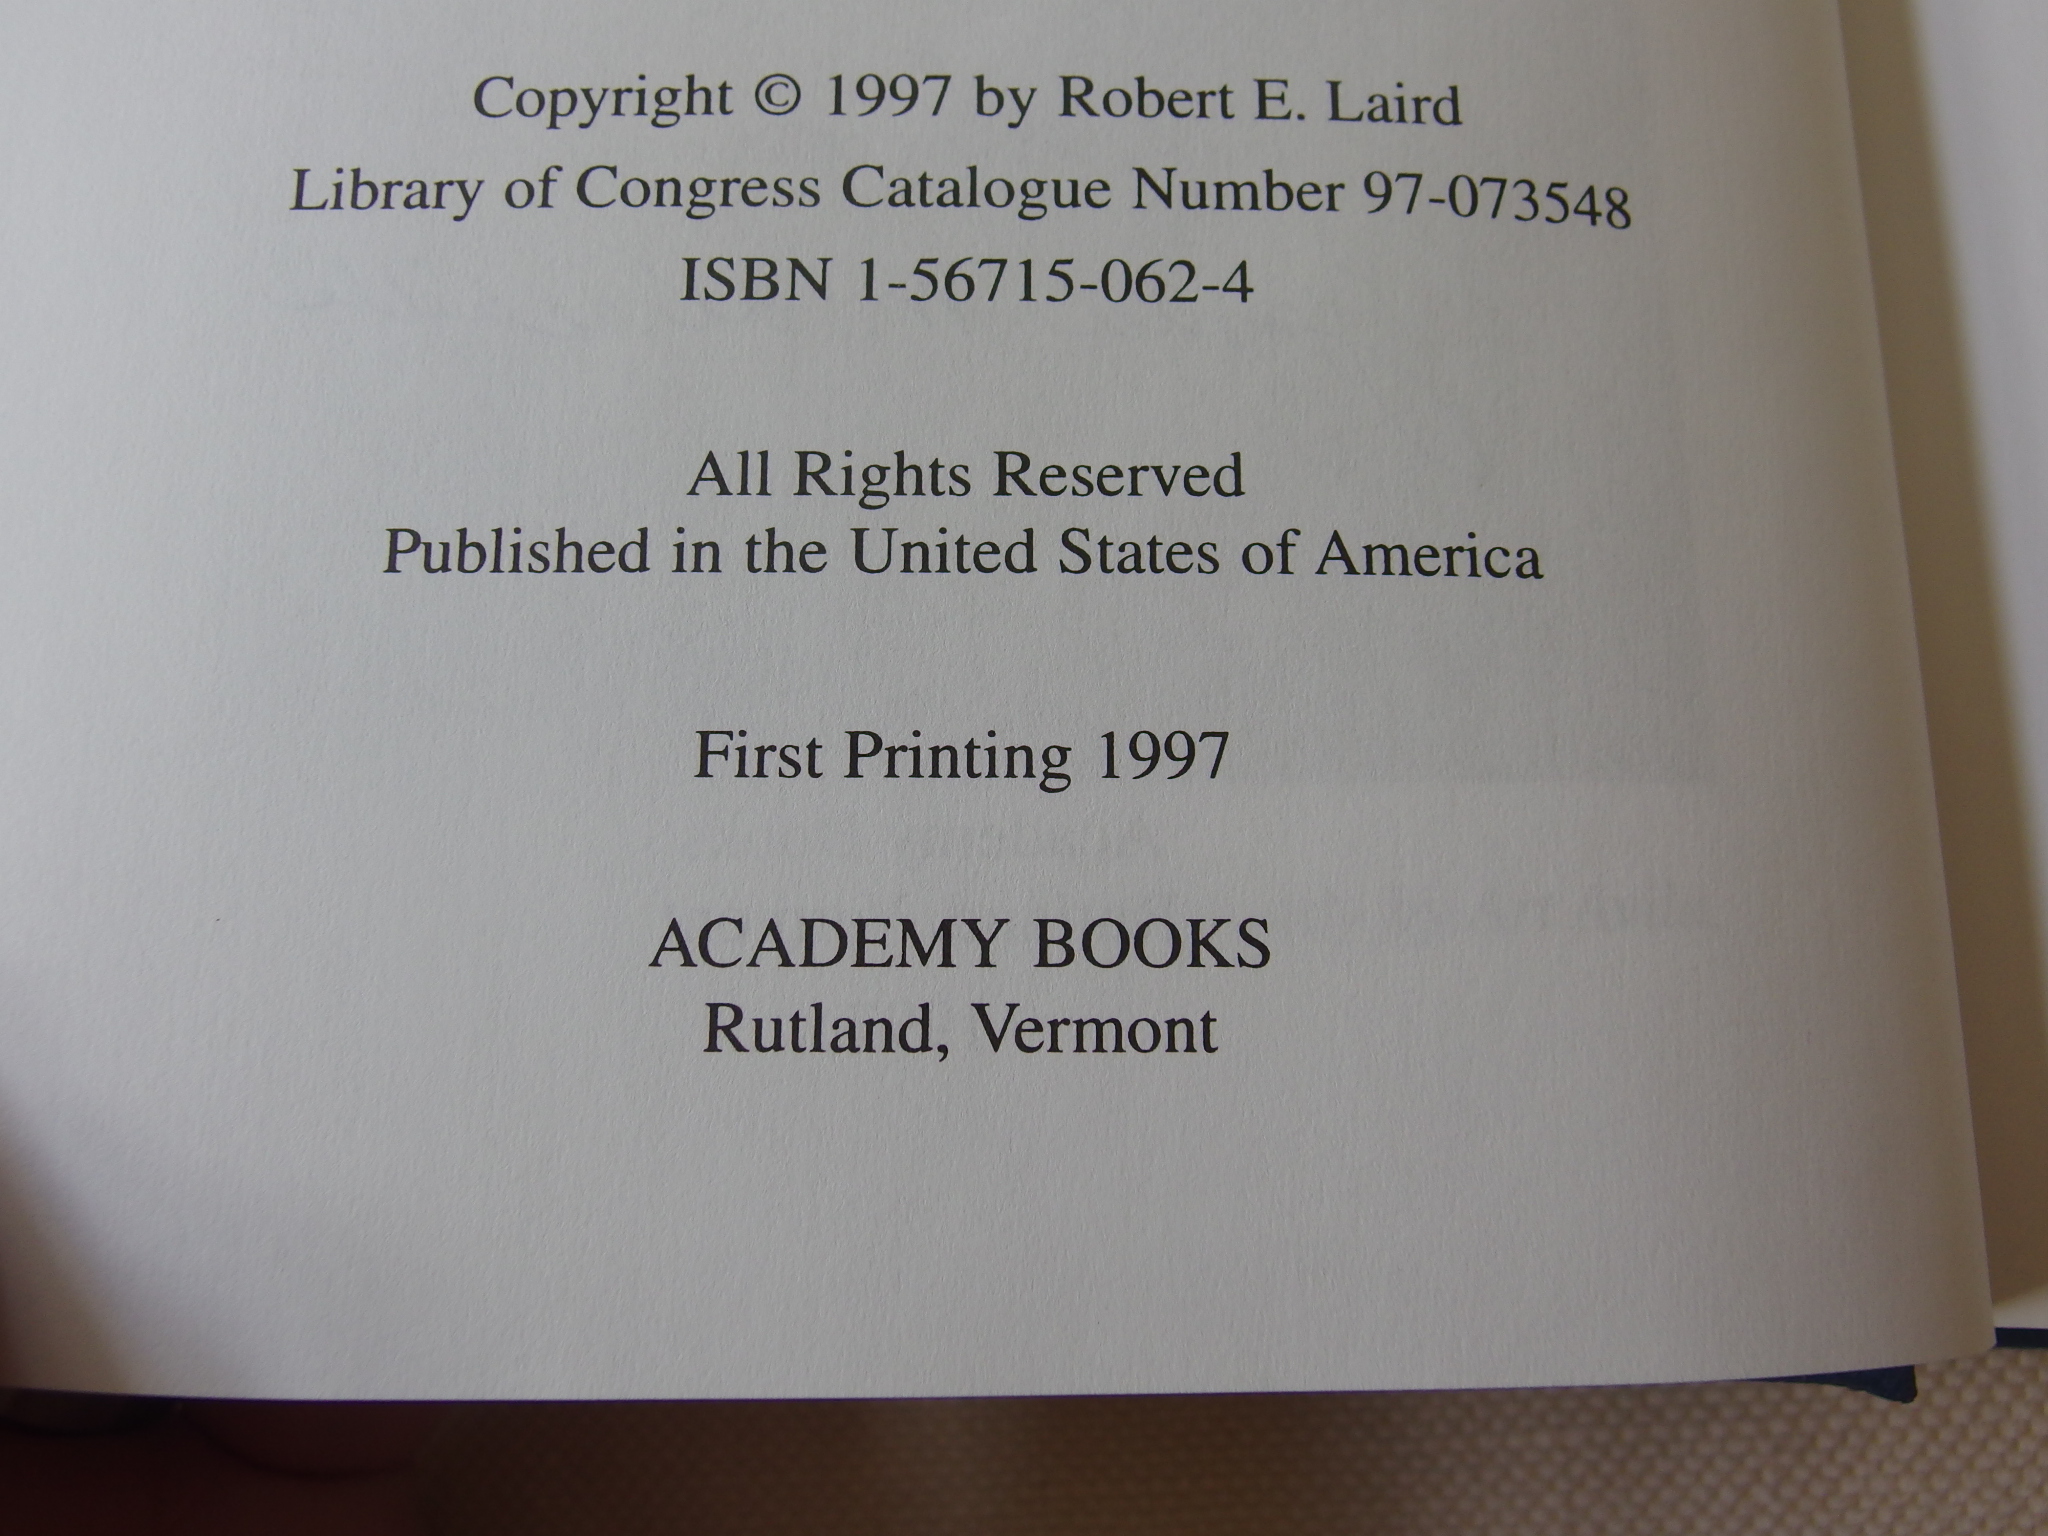 Copyright © 1997 by Robert E. Laird
Library of Congress Catalogue Number 97-073548
ISBN 1-56715-062-4
All Rights Reserved
Published in the United States of America
First Printing 1997
ACADEMY BOOKS
Rutland, Vermont